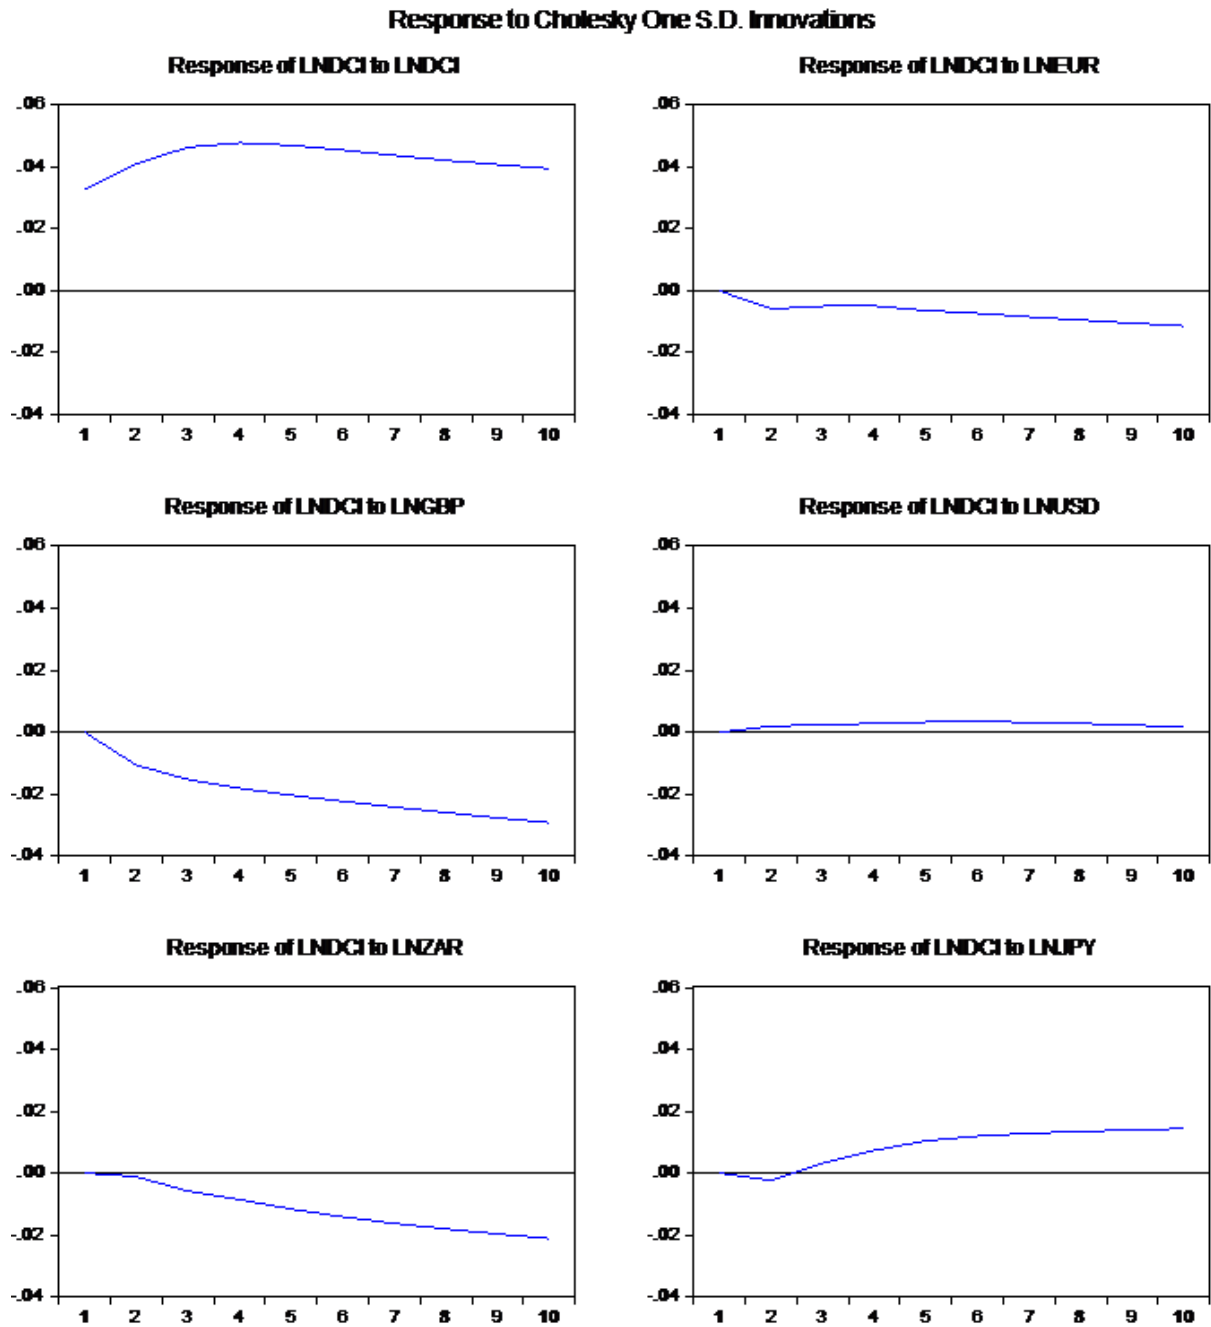 Response to Cholesky One S.D. Innovations
Response of LNDCI to LNDCI
.06
.04
.02
.00
-.02
-.04
1 2 3 4 5 6 7 8 9 10
Response of LNDCI to LNEUR
.06
.04
.02
.00
-.02
-.04
1 2 3 4 5 6 7 8 9 10
Response of LNDCI to LNGBP
.06
.04
.02
.00
-.02
-.04
1 2 3 4 5 6 7 8 9 10
Response of LNDCI to LNUSD
.06
.04
.02
.00
-.02
-.04
1 2 3 4 5 6 7 8 9 10
Response of LNDCI to LNZAR
.06
.04
.02
.00
-.02
-.04
1 2 3 4 5 6 7 8 9 10
Response of LNDCI to LNJPY
.06
.04
.02
.00
-.02
-.04
1 2 3 4 5 6 7 8 9 10